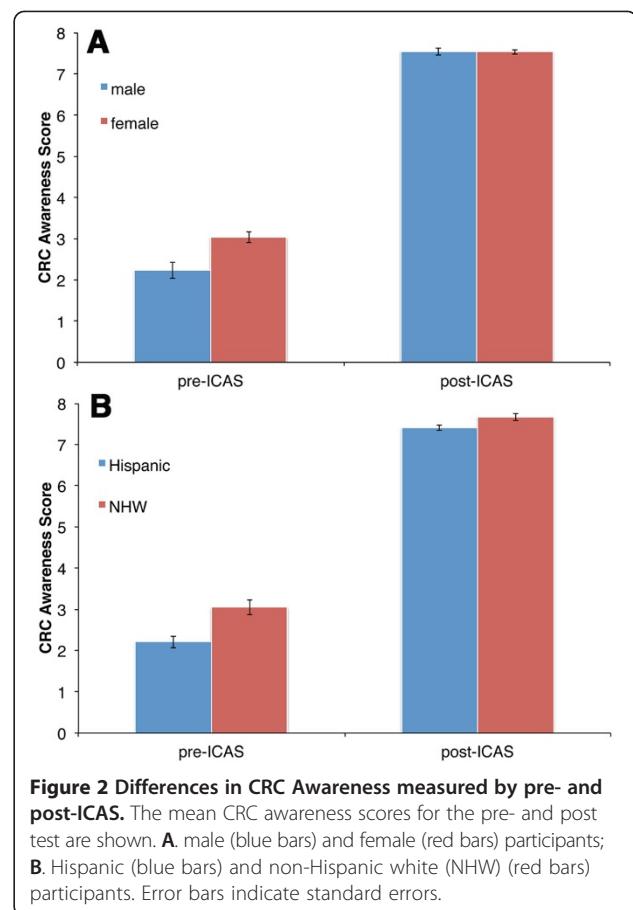 A
male
female
CRC Awareness Score
8
7
6
5
4
3
2
1
0
pre-ICAS post-ICAS
B
Hispanic
NHW
CRC Awareness Score
8
7
6
5
4
3
2
1
0
pre-ICAS post-ICAS
Figure 2 Differences in CRC Awareness measured by pre- and
post-ICAS. The mean CRC awareness scores for the pre- and post
test are shown. A. male (blue bars) and female (red bars) participants;
B. Hispanic (blue bars) and non-Hispanic white (NHW) (red bars)
participants. Error bars indicate standard errors.